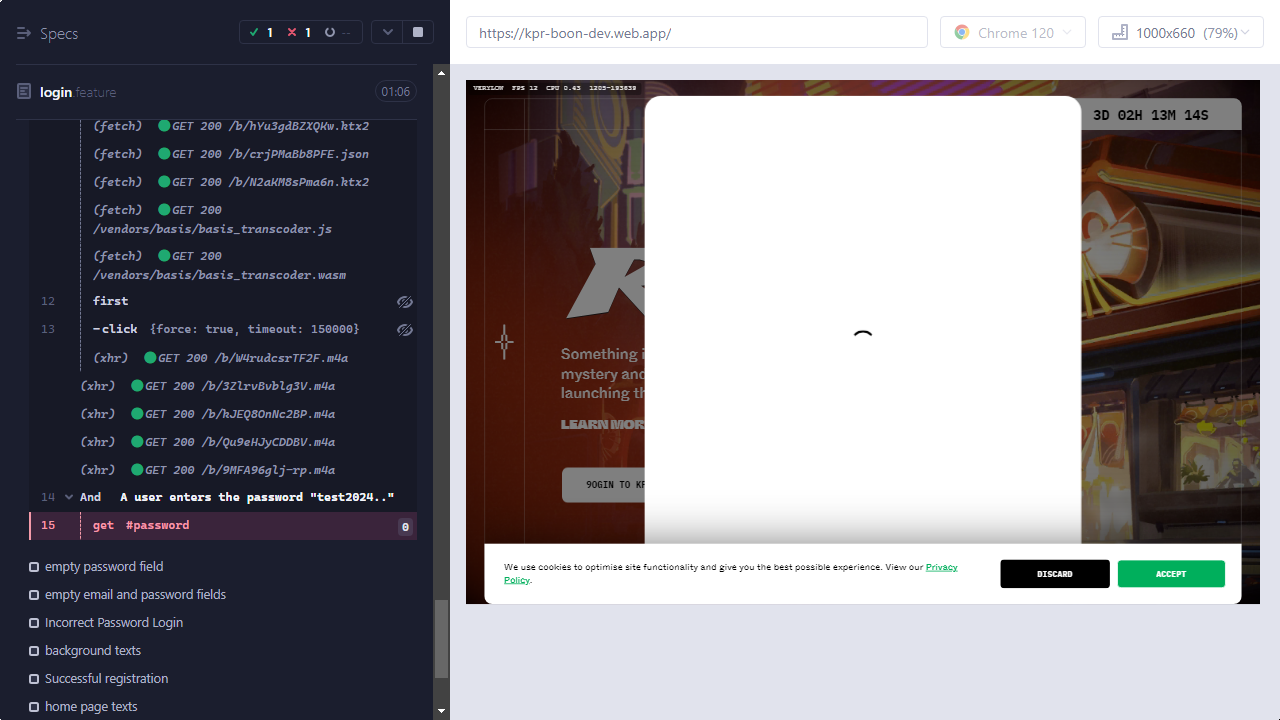 Specs
1
1
--
login feature
01:06
(fetch) GET 200 /b/hYu3gdBZXQKw.ktx2
(fetch) GET 200 /b/crjPMaBb8PFE.json
(fetch) GET 200 /b/N2aKM8sPma6n.ktx2
(fetch) GET 200
/vendors/basis/basis_transcoder.js
(fetch) GET 200
/vendors/basis/basis_transcoder.wasm
12 first
13 -click {force: true, timeout: 150000}
(xhr) GET 200 /b/W4rudcsrTF2F.m4a
(xhr) GET 200 /b/3ZlrvBvblg3V.m4a
(xhr) GET 200 /b/kJEQ8OnNc2BP.m4a
(xhr) GET 200 /b/Qu9eHJyCDDBV.m4a
(xhr) GET 200 /b/9MFA96glj-rp.m4a
14 And A user enters the password "test2024.."
15 get #password 0
empty password field
empty email and password fields
Incorrect Password Login
background texts
Successful registration
home page texts
https://kpr-boon-dev.web.app/
Chrome 120
1000x660 (79%)
VERYLOW FPS 12 CPU 0.43 1205-193839
3D 02H 13M 14S
Something
mystery and
launching
LEARN MOR
9OGIN TO KP
We use cookies to optimise site functionality and give you the best possible experience. View our Privacy
Policy.
DISCARD
ACCEPT